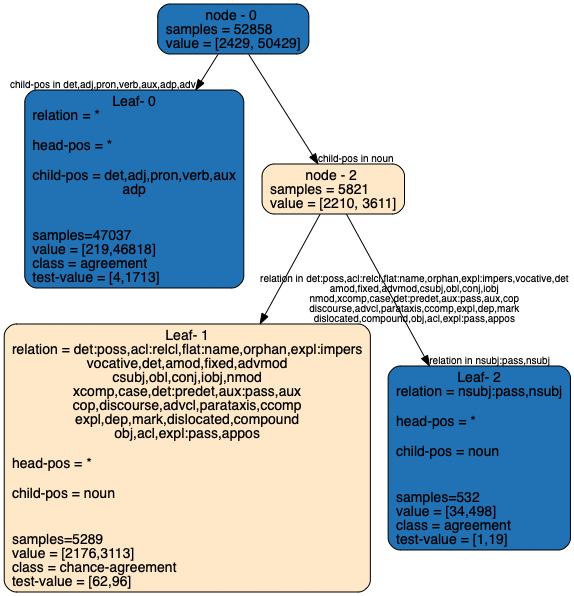 node - 0
samples = 52858
value = [2429, 50429]
child-pos in det,adj,pron,verb,aux,adp,adv
Leaf- 0
relation = *
head-pos = *
child-pos = det,adj,pron,verb,aux
adp
samples=47037
value = [219,46818]
class = agreement
test-value = [4,1713]
child-pos in noun
node - 2
samples = 5821
value = [2210, 3611]
relation in det:poss,acl:relcl,flat:name,orphan,expl:impers,vocative,det
amod,fixed,advmod,csubj,obl,conj,iobj
nmod,xcomp,case,det:predet,aux:pass,aux,cop
discourse,advcl,parataxis,ccomp,expl,dep,mark
dislocated,compound,obj,acl,expl:pass,appos
Leaf- 1
relation = det:poss,acl:relcl,flat:name,orphan,expl:impers
vocative,det,amod,fixed,advmod
csubj,obl,conj,iobj,nmod
xcomp,case,det:predet,aux:pass,aux
cop,discourse,advcl,parataxis,ccomp
expl,dep,mark,dislocated,compound
obj,acl,expl:pass,appos
head-pos = *
child-pos = noun
samples=5289
value = [2176,3113]
class = chance-agreement
test-value = [62,96]
relation in nsubj:pass,nsubj
Leaf- 2
relation = nsubj:pass,nsubj
head-pos = *
child-pos = noun
samples=532
value = [34,498]
class = agreement
test-value = [1,19]